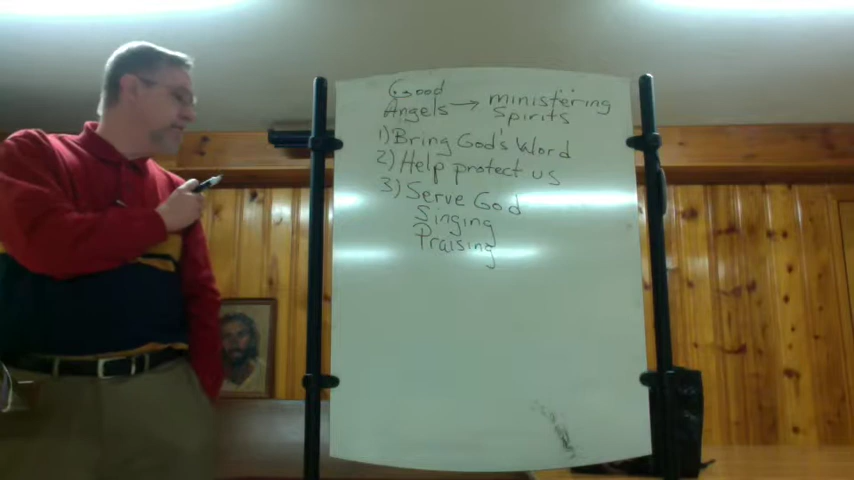 Good
Angels → ministering
Spirits
1) Bring God's Word
2) Help protect us
3) Serve God
Singing
Praising